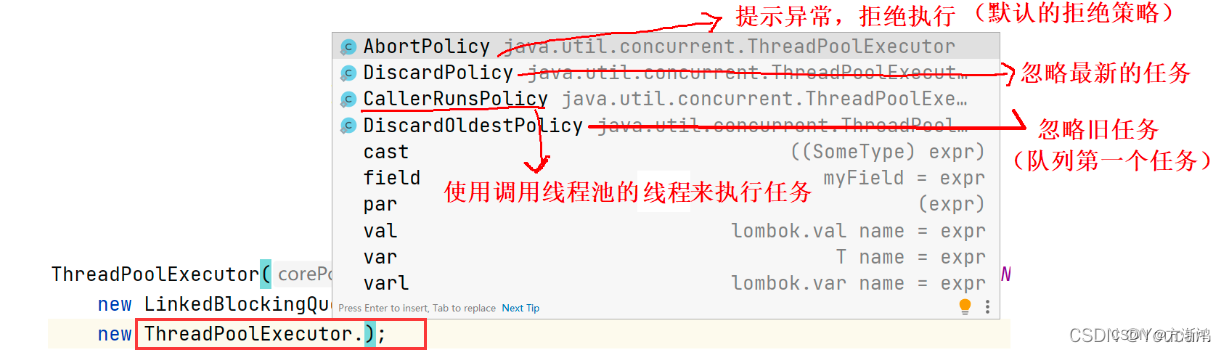 提示异常，拒绝执行（默认的拒绝策略）
AbortPolicy java.util.concurrent.ThreadPoolExecutor
DiscardPolicy java.util.concurrent.ThreadPoolExecut…
忽略最新的任务
CallerRunsPolicy java.util.concurrent.ThreadPoolExe…
DiscardOldestPolicy java.util.concurrent.ThreadPool…
忽略旧任务
（队列第一个任务）
cast ((SomeType) expr)
field myField = expr
使用调用线程池的线程来执行任务
par (expr)
val lombok.val name = expr
var T name = expr
varl lombok.var name = expr
ThreadPoolExecutor( corePo
N
new LinkedBlockingQu
Press Enter to insert, Tab to replace Next Tip
new ThreadPoolExecutor.);